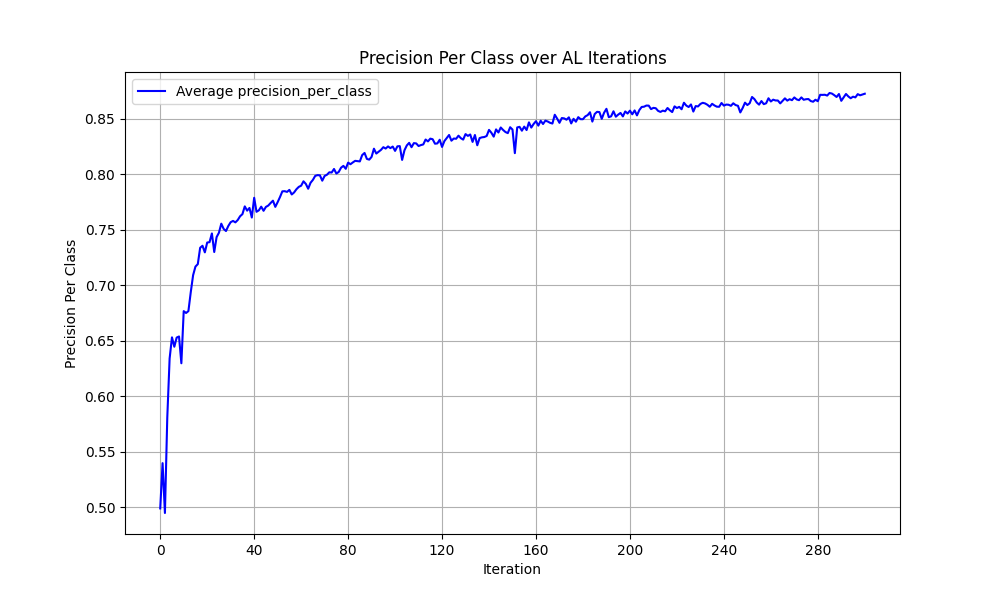 Precision Per Class over AL Iterations
Average precision_per_class
Precision Per Class
0.85
0.80
0.75
0.70
0.65
0.60
0.55
0.50
0 40 80 120 160 200 240 280
Iteration